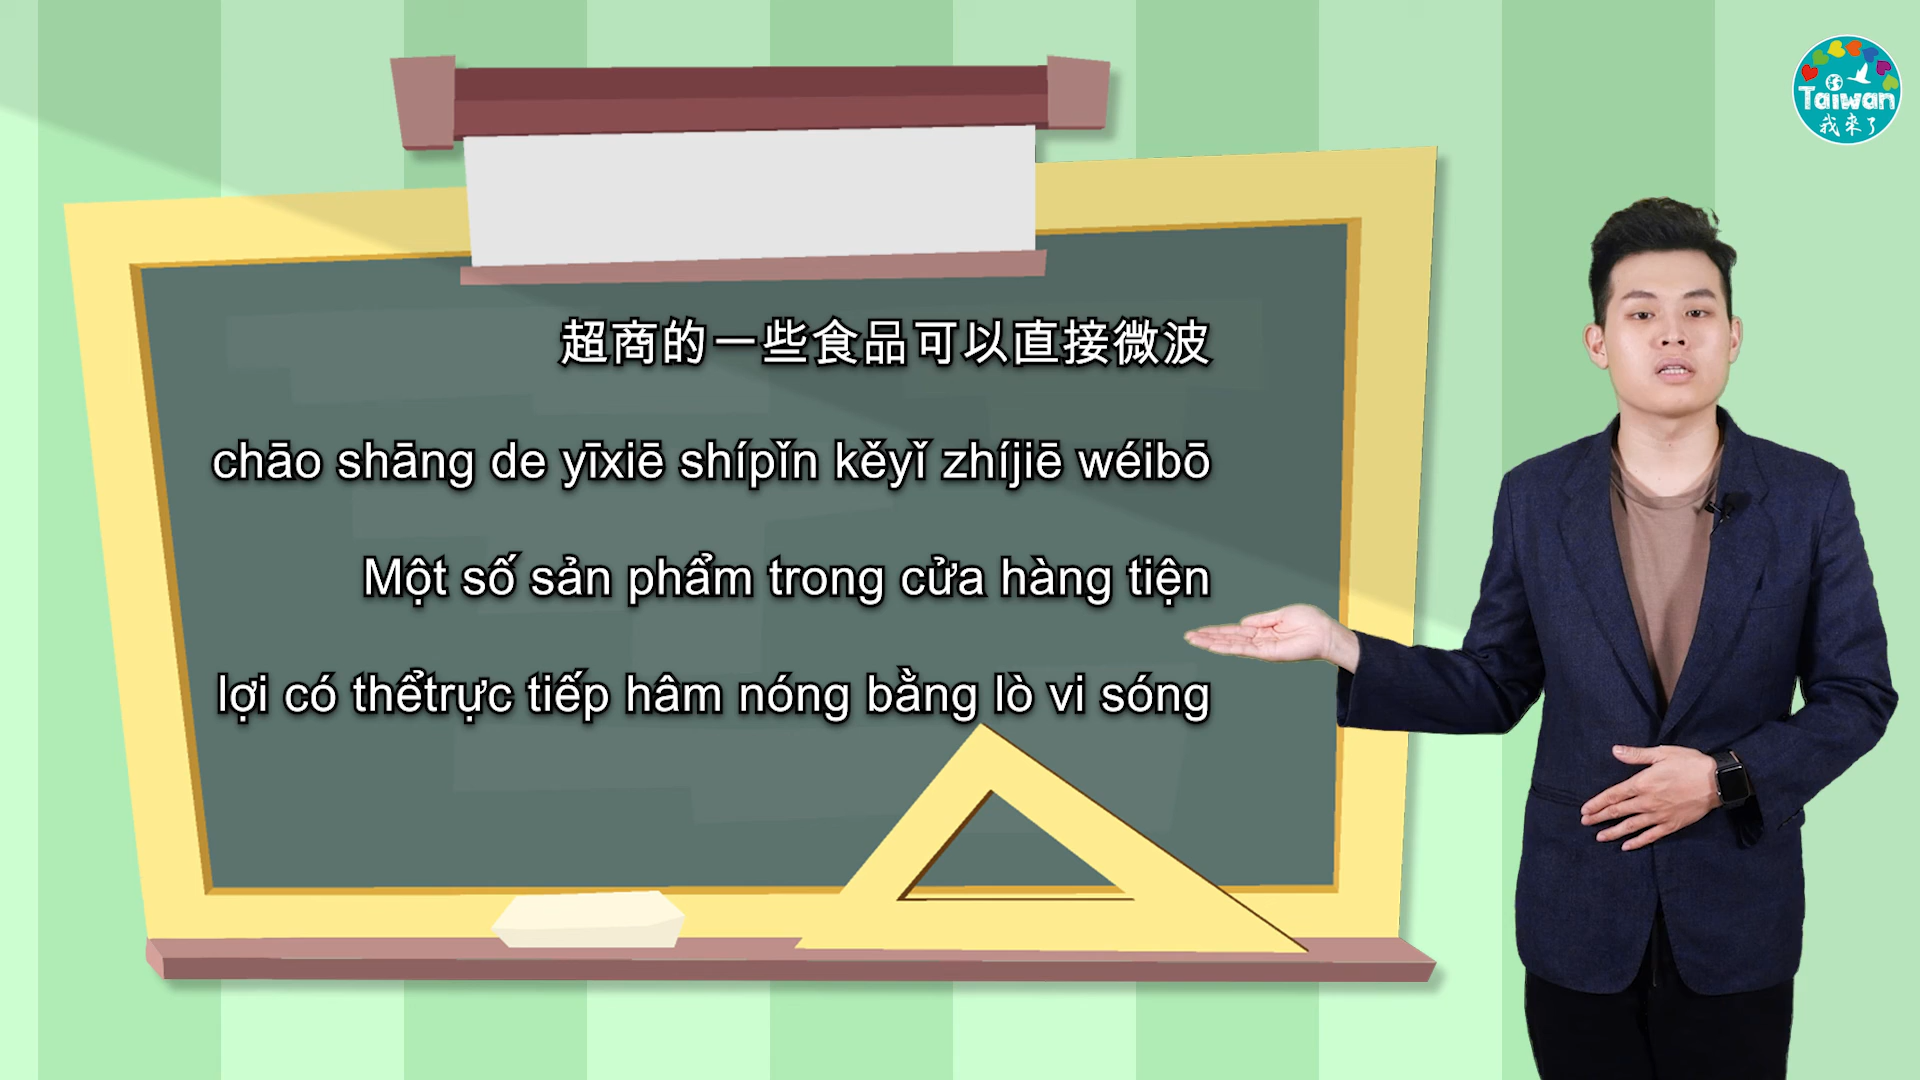 超商的一些食品可以直接微波
chāo shāng de yīxiē shípǐn kěyǐ zhíjiē wéibō
Một số sản phẩm trong cửa hàng tiện
lợi có thểtrực tiếp hâm nóng bằng lò vi sóng
Taiwan
我來了